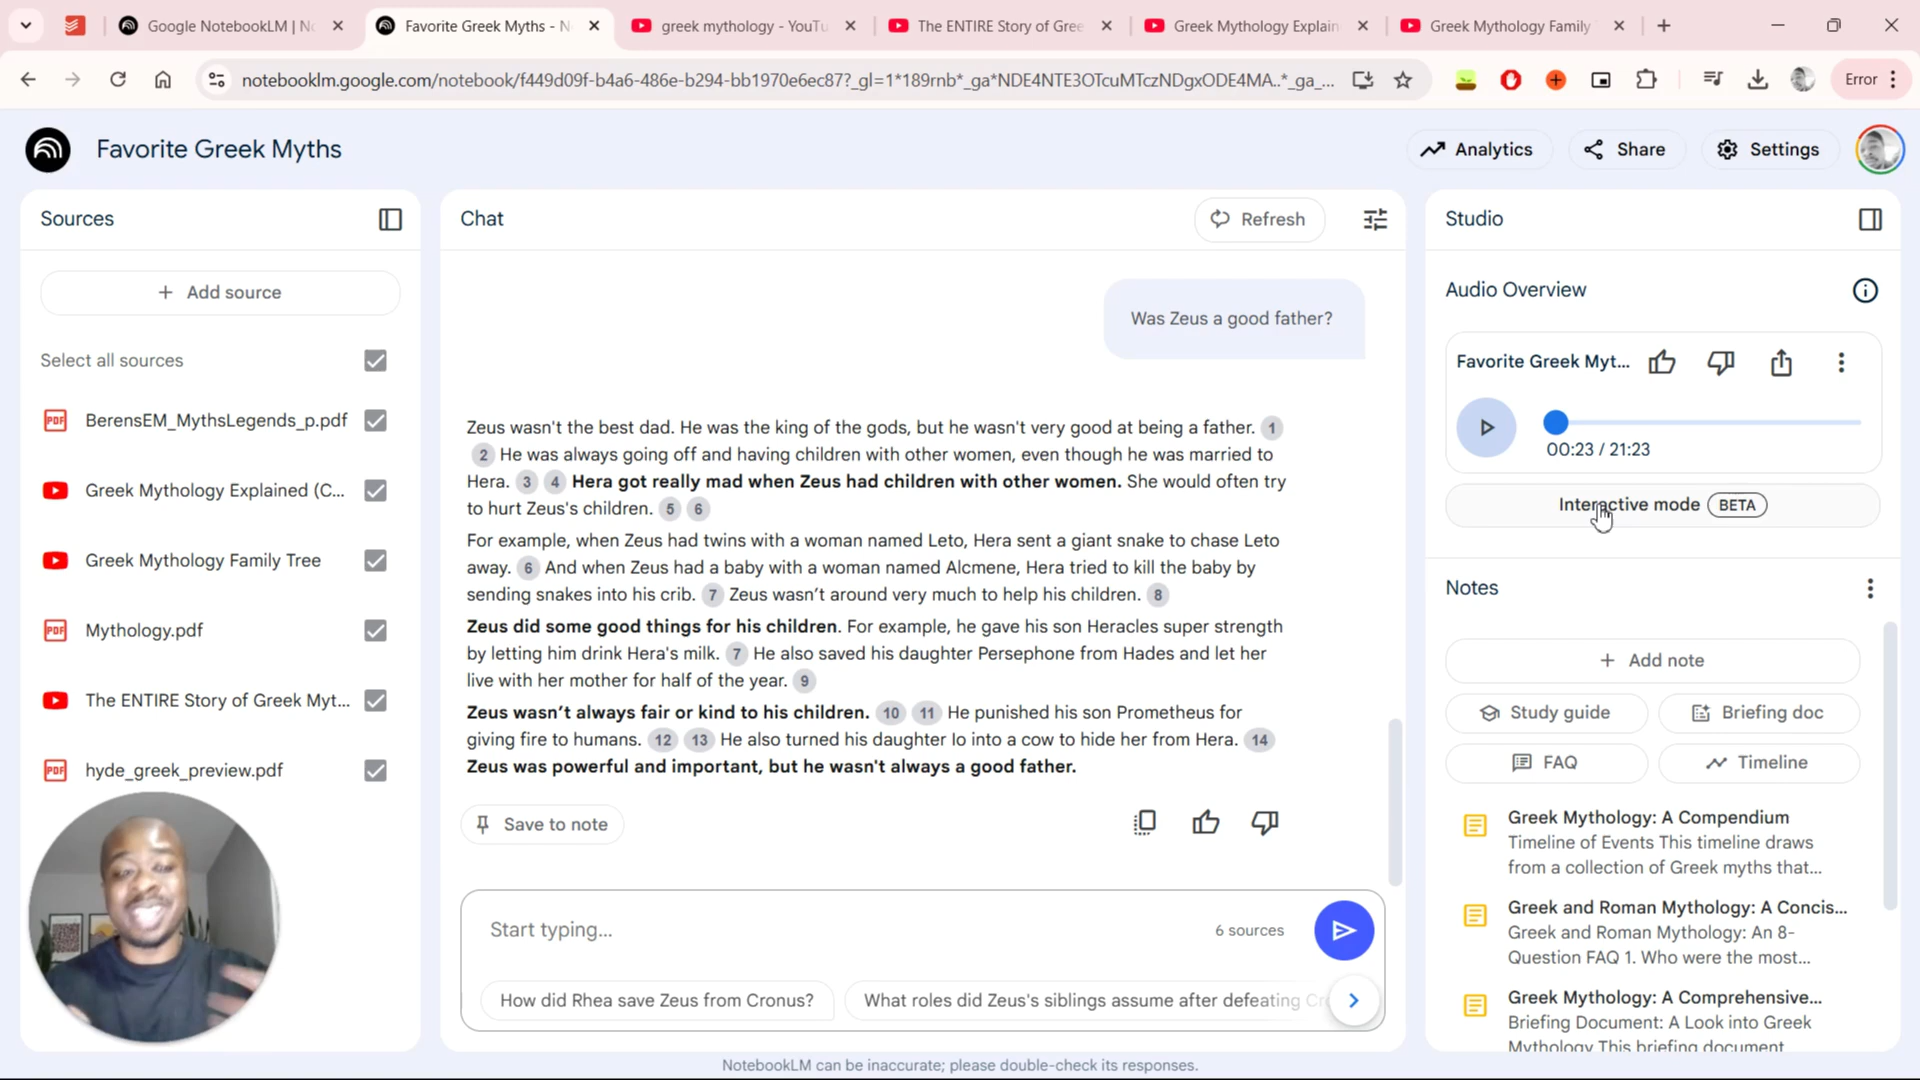 Google NotebookLM | No
Favorite Greek Myths - N
greek mythology - YouTu
The ENTIRE Story of Gree
Greek Mythology Explain
Greek Mythology Family T
notebooklm.google.com/notebook/f449d09f-b4a6-486e-b294-bb1970e6ec87?_gl=1*189rnb*_ga*NDE4NTE3OTcuMTczNDgxODE4MA..*_ga_...
Error
Favorite Greek Myths
Analytics
Share
Settings
Sources
Add source
Select all sources
PDF BerensEM_MythsLegends_p.pdf
Greek Mythology Explained (C...
Greek Mythology Family Tree
PDF Mythology.pdf
The ENTIRE Story of Greek Myt...
PDF hyde_greek_preview.pdf
Chat
Refresh
Was Zeus a good father?
Zeus wasn't the best dad. He was the king of the gods, but he wasn't very good at being a father. 1
2 He was always going off and having children with other women, even though he was married to
Hera. 3 4 Hera got really mad when Zeus had children with other women. She would often try
to hurt Zeus's children. 5 6
For example, when Zeus had twins with a woman named Leto, Hera sent a giant snake to chase Leto
away. 6 And when Zeus had a baby with a woman named Alcmene, Hera tried to kill the baby by
sending snakes into his crib. 7 Zeus wasn’t around very much to help his children. 8
Zeus did some good things for his children. For example, he gave his son Heracles super strength
by letting him drink Hera's milk. 7 He also saved his daughter Persephone from Hades and let her
live with her mother for half of the year. 9
Zeus wasn’t always fair or kind to his children. 10 11 He punished his son Prometheus for
giving fire to humans. 12 13 He also turned his daughter Io into a cow to hide her from Hera. 14
Zeus was powerful and important, but he wasn't always a good father.
Save to note
Start typing...
6 sources
How did Rhea save Zeus from Cronus?
What roles did Zeus's siblings assume after defeating Cr
NotebookLM can be inaccurate; please double-check its responses.
Studio
Audio Overview
Favorite Greek Myt...
00:23 / 21:23
Interactive mode BETA
Notes
Add note
Study guide
Briefing doc
FAQ
Timeline
Greek Mythology: A Compendium
Timeline of Events This timeline draws
from a collection of Greek myths that...
Greek and Roman Mythology: A Concis...
Greek and Roman Mythology: An 8-
Question FAQ 1. Who were the most...
Greek Mythology: A Comprehensive...
Briefing Document: A Look into Greek
Mythology This briefing document